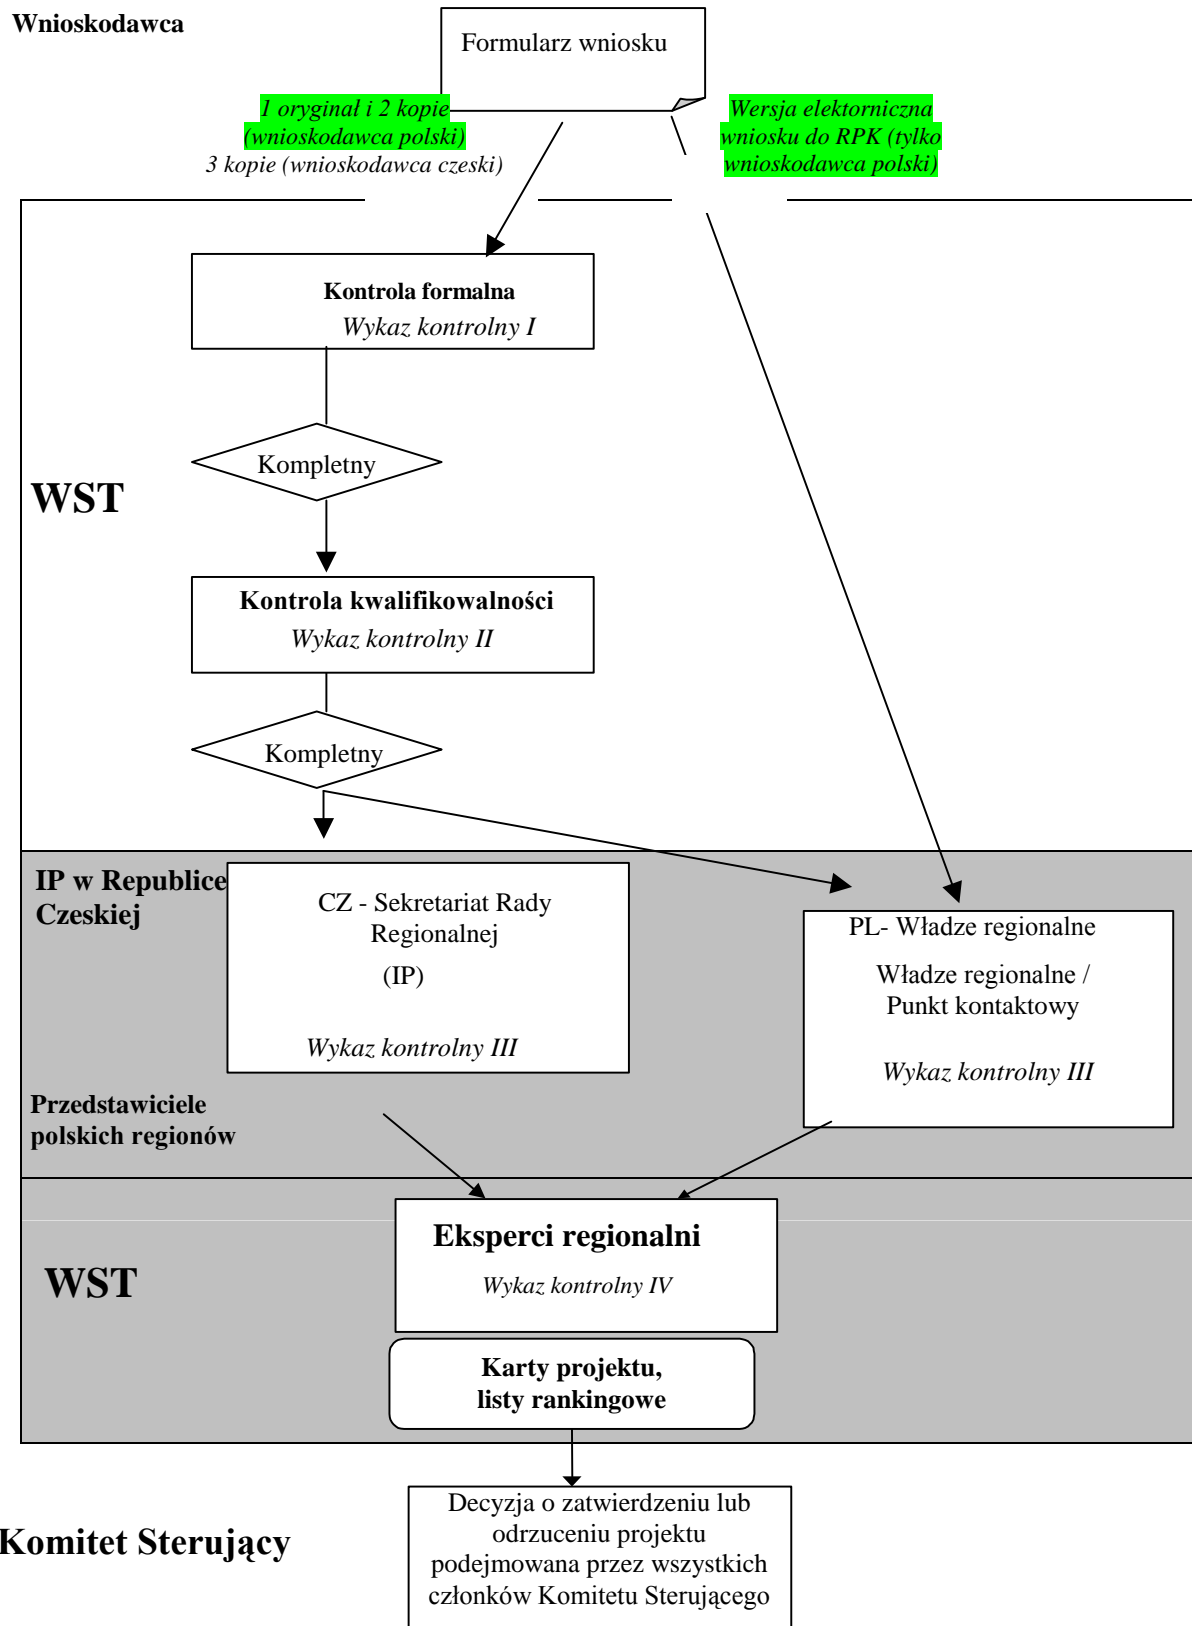 Wnioskodawca
Formularz wniosku
1 oryginał i 2 kopie
(wnioskodawca polski)
3 kopie (wnioskodawca czeski)
Wersja elektorniczna
wniosku do RPK (tylko
wnioskodawca polski)
Kontrola formalna
Wykaz kontrolny I
Kompletny
WST
Kontrola kwalifikowalności
Wykaz kontrolny II
Kompletny
IP w Republice
Czeskiej
CZ - Sekretariat Rady
Regionalnej
(IP)
Wykaz kontrolny III
PL- Władze regionalne
Władze regionalne /
Punkt kontaktowy
Wykaz kontrolny III
Przedstawiciele
polskich regionów
Eksperci regionalni
Wykaz kontrolny IV
WST
Karty projektu,
listy rankingowe
Komitet Sterujący
Decyzja o zatwierdzeniu lub
odrzuceniu projektu
podejmowana przez wszystkich
członków Komitetu Sterującego